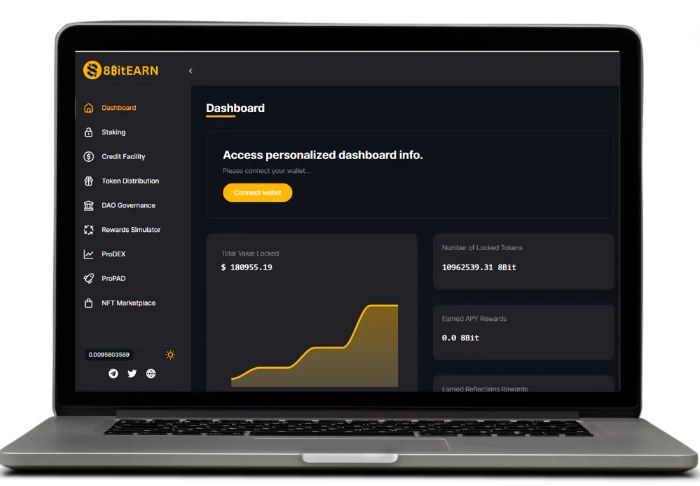 8BitEARN
Dashboard
Staking
Credit Facility
Token Distribution
DAO Governance
Rewards Simulator
ProDEX
ProPAD
NFT Marketplace
0.0095603569
Dashboard
Access personalized dashboard info.
Please connect your wallet...
Connect wallet
Total Value Locked
$ 180955.19
Number of Locked Tokens
10962539.31 8Bit
Earned APY Rewards
0.0 8Bit
Earned Reflections Rewards